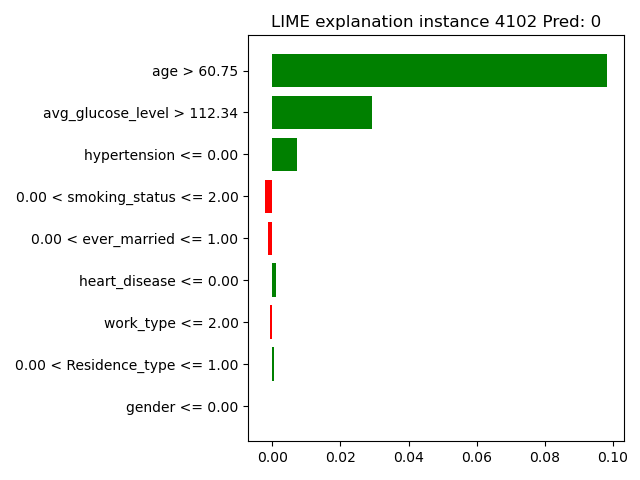 LIME explanation instance 4102 Pred: 0
age > 60.75
avg_glucose_level > 112.34
hypertension <= 0.00
0.00 < smoking_status <= 2.00
0.00 < ever_married <= 1.00
heart_disease <= 0.00
work_type <= 2.00
0.00 < Residence_type <= 1.00
gender <= 0.00
0.00 0.02 0.04 0.06 0.08 0.10